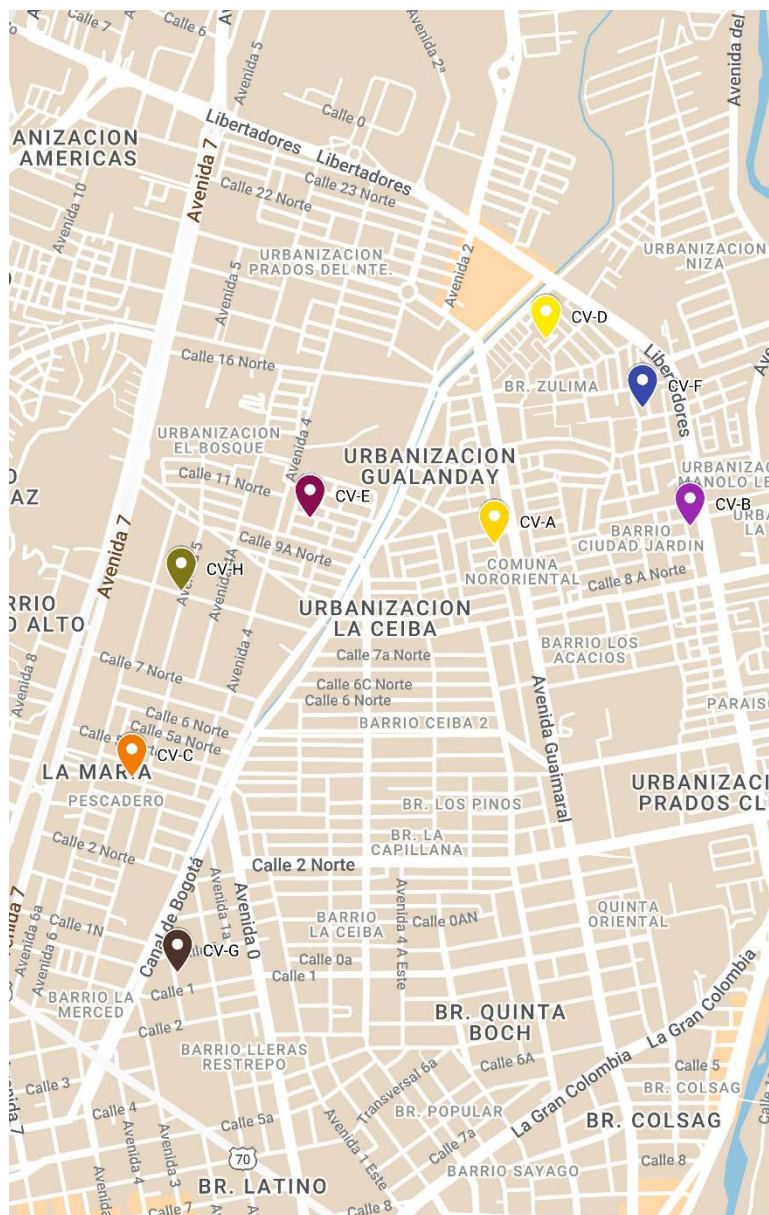 Calle 7
Calle 6
Avenida 5
Avenida 2ª
Avenida del
Calle 0
Libertadores
Libertadores
ANIZACION
AMERICAS
Avenida 7
Avenida 10
Calle 22 Norte
Calle 23 Norte
Avenida 5
URBANIZACION
PRADOS DEL NTE.
Avenida 2
URBANIZACION
NIZA
CV-D
Libertadores
Calle 16 Norte
BR. ZULIMA
CV-F
URBANIZACION
EL BOSQUE
Avenida 4
URBANIZACION
GUALANDAY
URBANIZAC
MANOLO LE
Calle 11 Norte
CV-E
AZ
CV-B
URBA
LA
CV-A
BARRIO
CIUDAD JARDIN
Avenida 7
Calle 9A Norte
COMUNA
NORORIENTAL
CV-H
Calle 8 A Norte
RRIO
O ALTO
URBANIZACION
LA CEIBA
Avenida 4
BARRIO LOS
ACACIOS
Avenida 8
Calle 7 Norte
Calle 7a Norte
Calle 6C Norte
Calle 6 Norte
Calle 6 Norte
Calle 5a Norte
BARRIO CEIBA 2
PARAISO
Avenida Guaimaral
CV-C
LA MARIA
PESCADERO
URBANIZACI
PRADOS CL
BR. LOS PINOS
BR. LA
CAPILLANA
Calle 2 Norte
Calle 2 Norte
Canal de Bogotá
Avenida 0
Avenida 1a
Avenida 4 A Este
Avenida 7
Avenida 6a
Avenida 6
Calle 1N
BARRIO
LA CEIBA
Calle 0AN
QUINTA
ORIENTAL
CV-G
Calle 0a
Calle 1
Calle 1
BARRIO LA
MERCED
Calle 2
BR. QUINTA
BOCH
La Gran Colombia
BARRIO LLERAS
RESTREPO
Calle 3
Transversal 6a
Calle 6A
La Gran Colombia
Calle 5
BR. COLSAG
Calle 4
Calle 5a
BR. POPULAR
BR. COLSAG
Avenida 7
Avenida 4
Avenida 3
70
Avenida 1 Este
Calle 7a
BARRIO SAYAGO
Calle 8
BR. LATINO
Calle 7
Calle 8